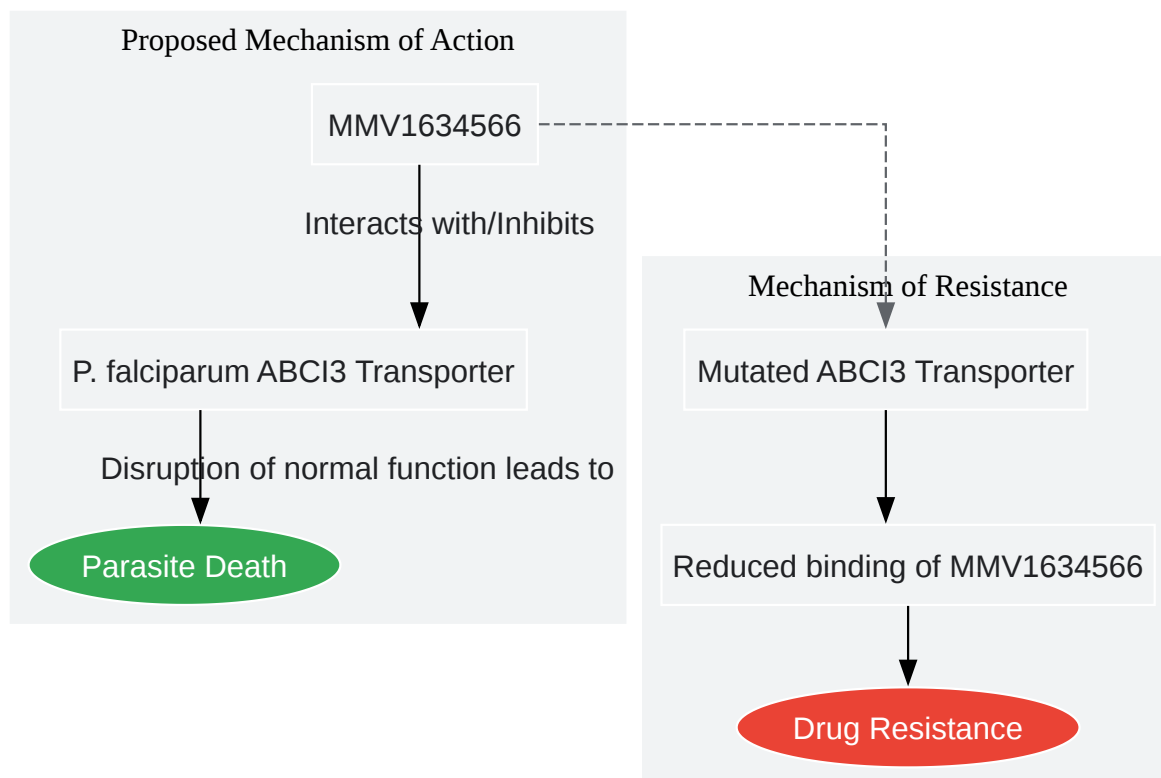 Proposed Mechanism of Action
MMV1634566
Interacts with/Inhibits
P. falciparum ABCI3 Transporter
Disruption of normal function leads to
Parasite Death
Mechanism of Resistance
Mutated ABCI3 Transporter
Reduced binding of MMV1634566
Drug Resistance